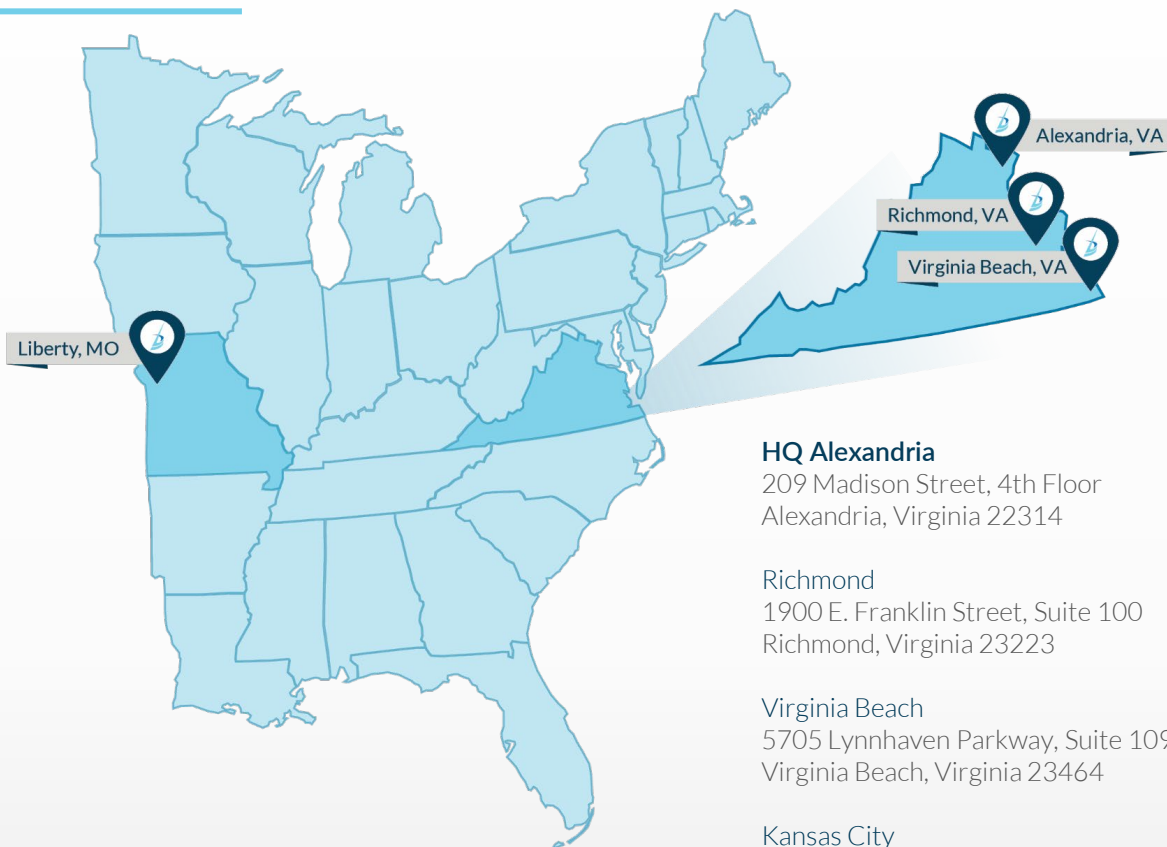 Alexandria, VA
Richmond, VA
Virginia Beach, VA
Liberty, MO
HQ Alexandria
209 Madison Street, 4th Floor
Alexandria, Virginia 22314
Richmond
1900 E. Franklin Street, Suite 100
Richmond, Virginia 23223
Virginia Beach
5705 Lynnhaven Parkway, Suite 109
Virginia Beach, Virginia 23464
Kansas City